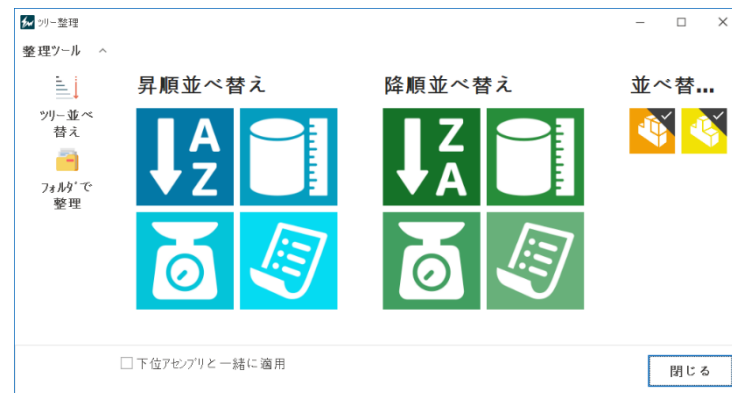 ツリー整理
整理ツール
ツリー並べ
替え
フォルダで
整理
昇順並べ替え
A
Z
降順並べ替え
Z
A
並べ替...
下位アセンブリと一緒に適用
閉じる